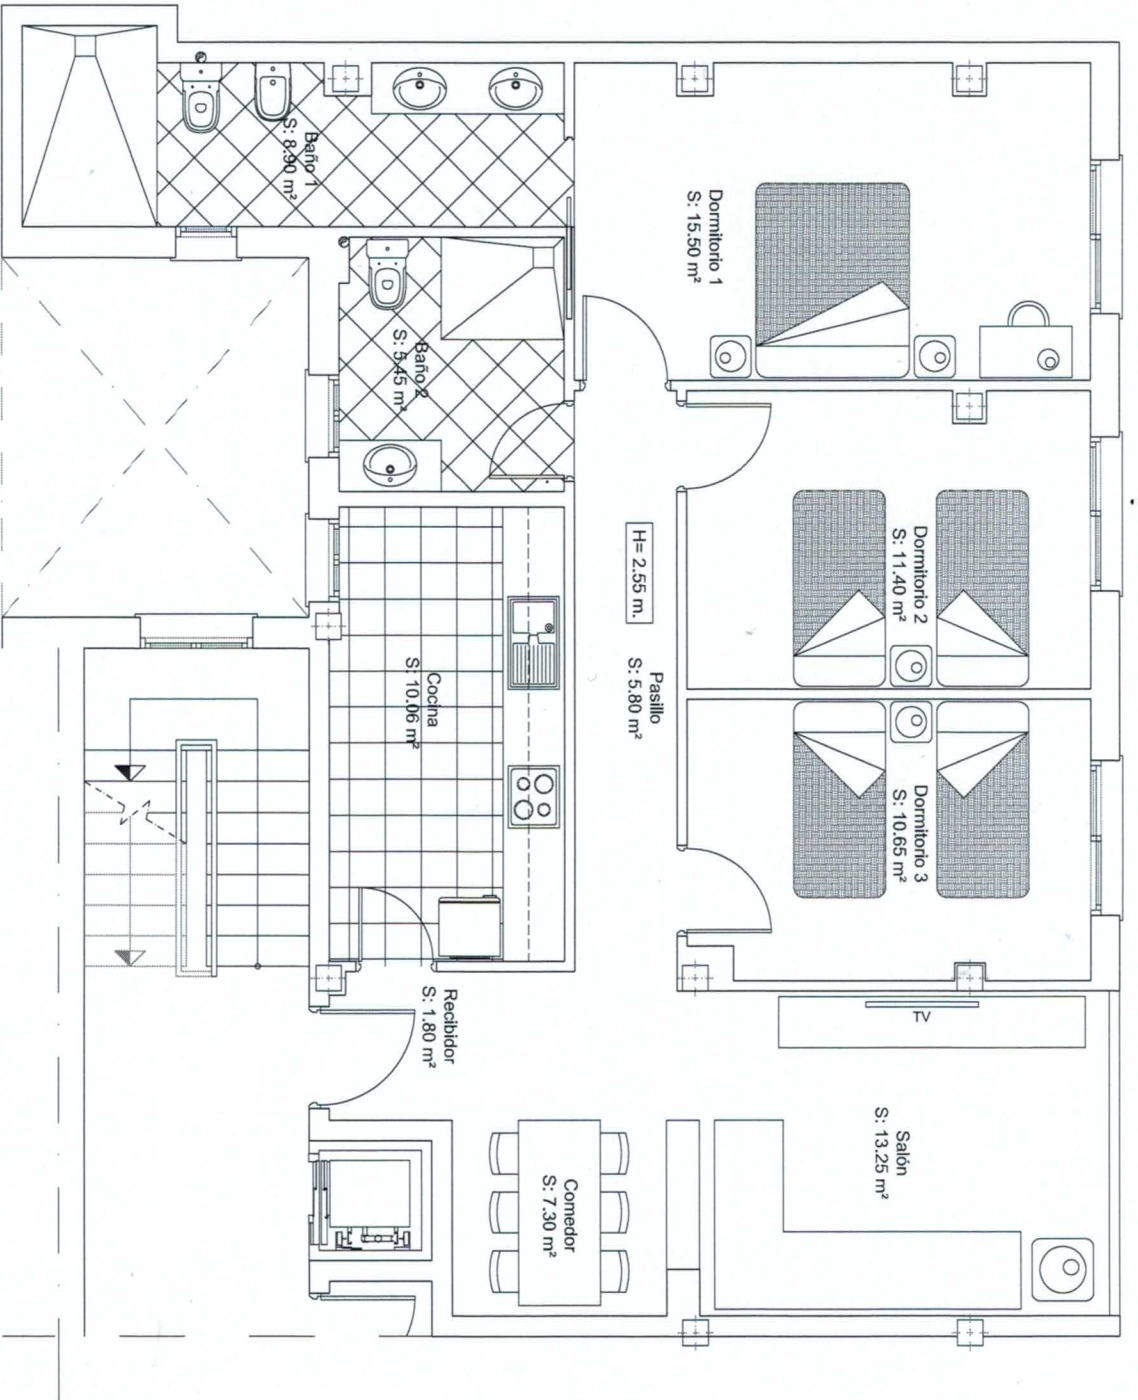 Baño 1
S: 8.90 m²
Dormitorio 1
S: 15.50 m²
Baño 2
S: 5.45 m²
Dormitorio 2
S: 11.40 m²
H= 2.55 m.
Pasillo
S: 5.80 m²
Cocina
S: 10.06 m²
Dormitorio 3
S: 10.65 m²
Recibidor
S: 1.80 m²
TV
Salón
S: 13.25 m²
Comedor
S: 7.30 m²